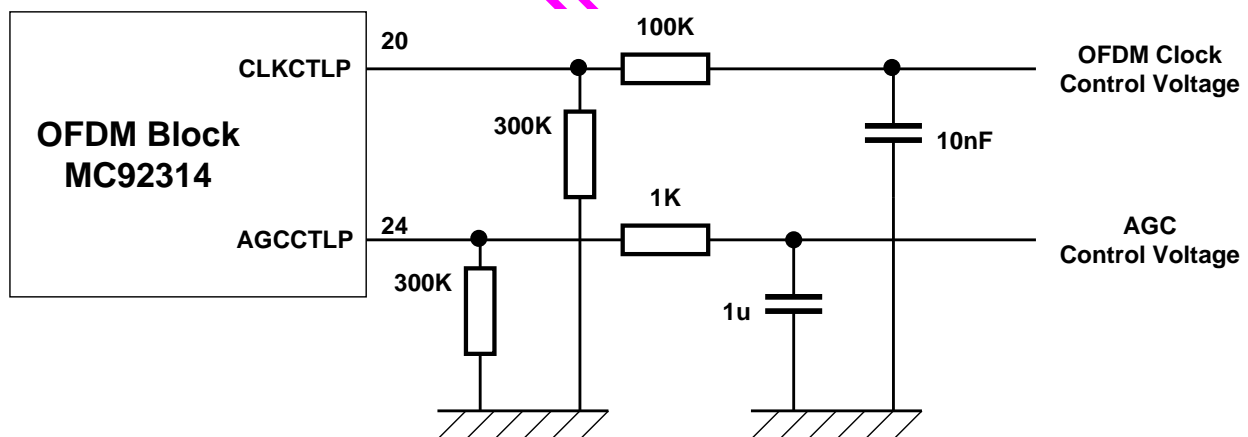 20
100K
CLKCTLP
OFDM Clock
Control Voltage
300K
10nF
OFDM Block
MC92314
1K
24
AGCCTLP
AGC
Control Voltage
300K
1u